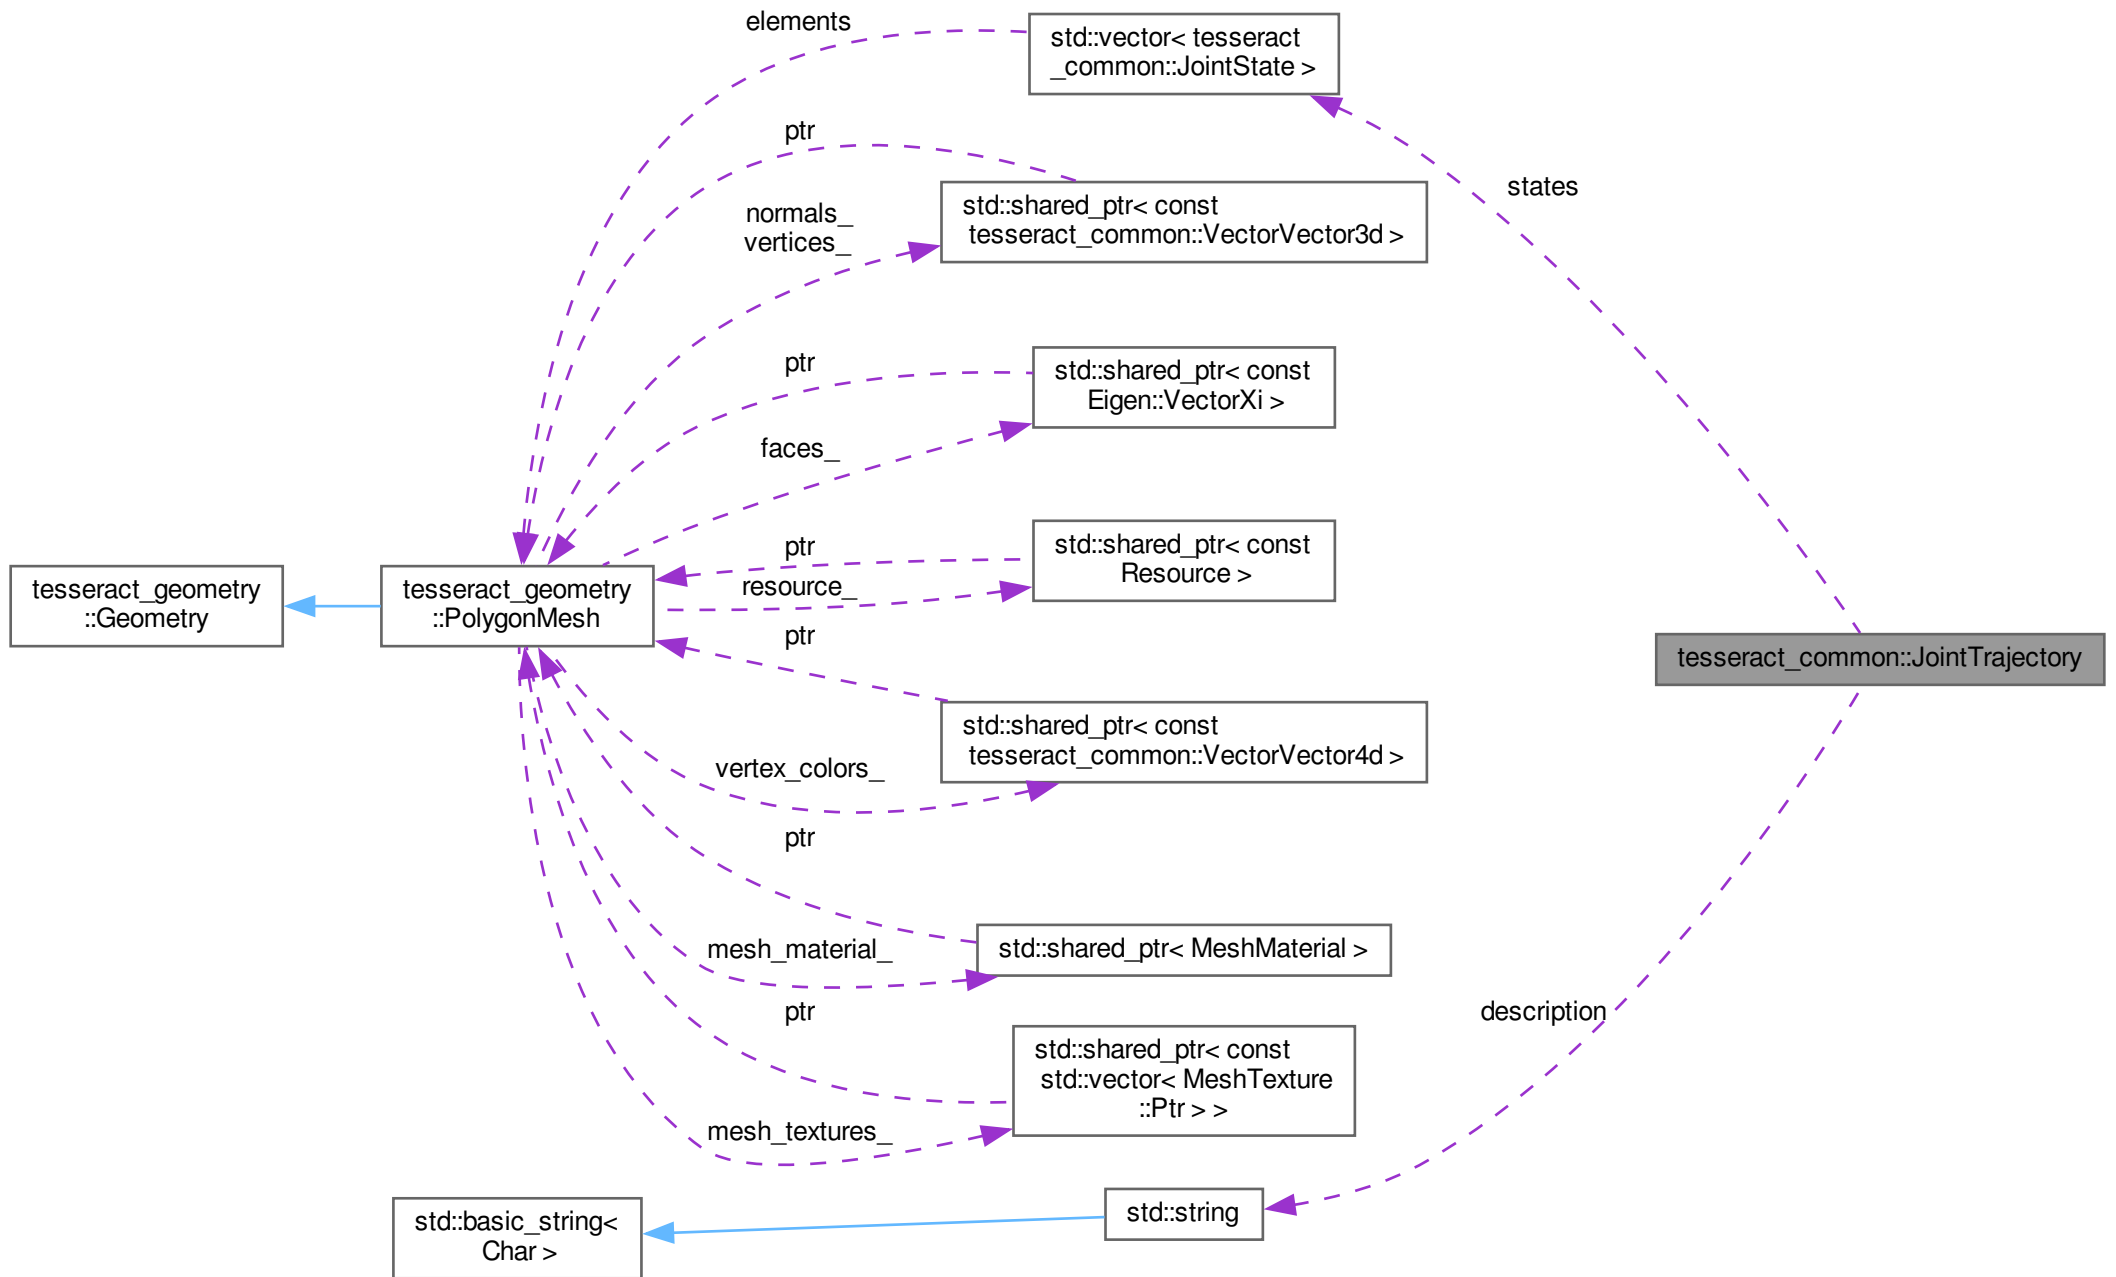 elements
std::vector< tesseract
_common::JointState >
ptr
states
std::shared_ptr< const
tesseract_common::VectorVector3d >
normals_
vertices_
ptr
std::shared_ptr< const
Eigen::VectorXi >
faces_
ptr
std::shared_ptr< const
Resource >
resource_
tesseract_geometry
::Geometry
tesseract_geometry
::PolygonMesh
ptr
tesseract_common::JointTrajectory
std::shared_ptr< const
tesseract_common::VectorVector4d >
vertex_colors_
ptr
mesh_material_
std::shared_ptr< MeshMaterial >
ptr
description
std::shared_ptr< const
std::vector< MeshTexture
::Ptr > >
mesh_textures_
std::string
std::basic_string<
Char >